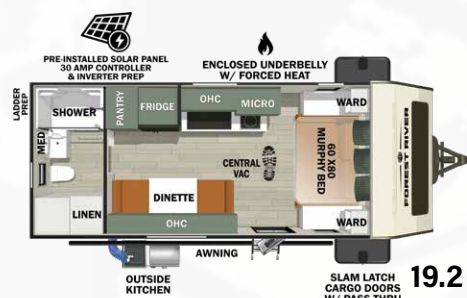 PRE-INSTALLED SOLAR PANEL
30 AMP CONTROLLER
& INVERTER PREP
ENCLOSED UNDERBELLY
W/ FORCED HEAT
LADDER
PREP
SHOWER
PANTRY
FRIDGE
OHC
MICRO
WARD
MED
CENTRAL
VAC
60 X80
MURPHY BED
FOREST RIVER
DINETTE
LINEN
OHC
WARD
AWNING
OUTSIDE
KITCHEN
SLAM LATCH
CARGO DOORS
W/ PASS THRU
19.2